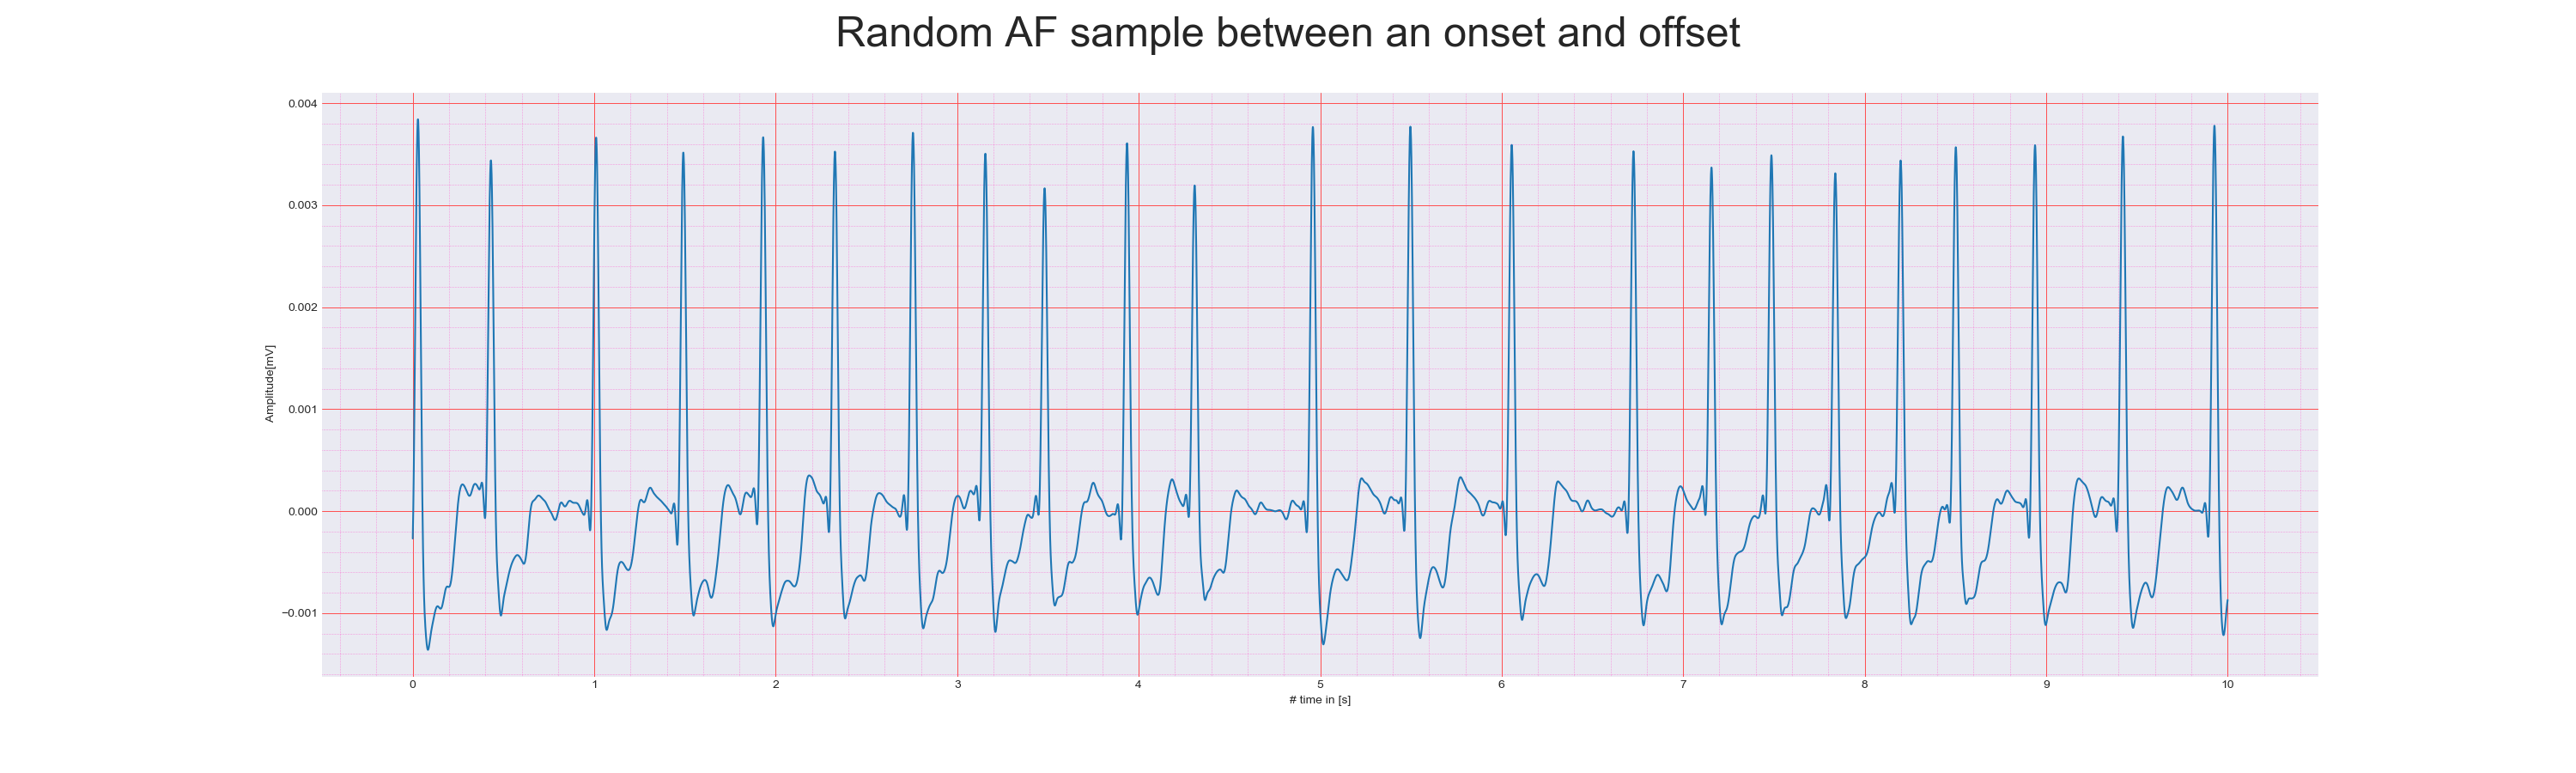 Random AF sample between an onset and offset
0.004
0.003
0.002
0.001
0.000
−0.001
Amplitude[mV]
0 1 2 3 4 5 6 7 8 9 10
# time in [s]